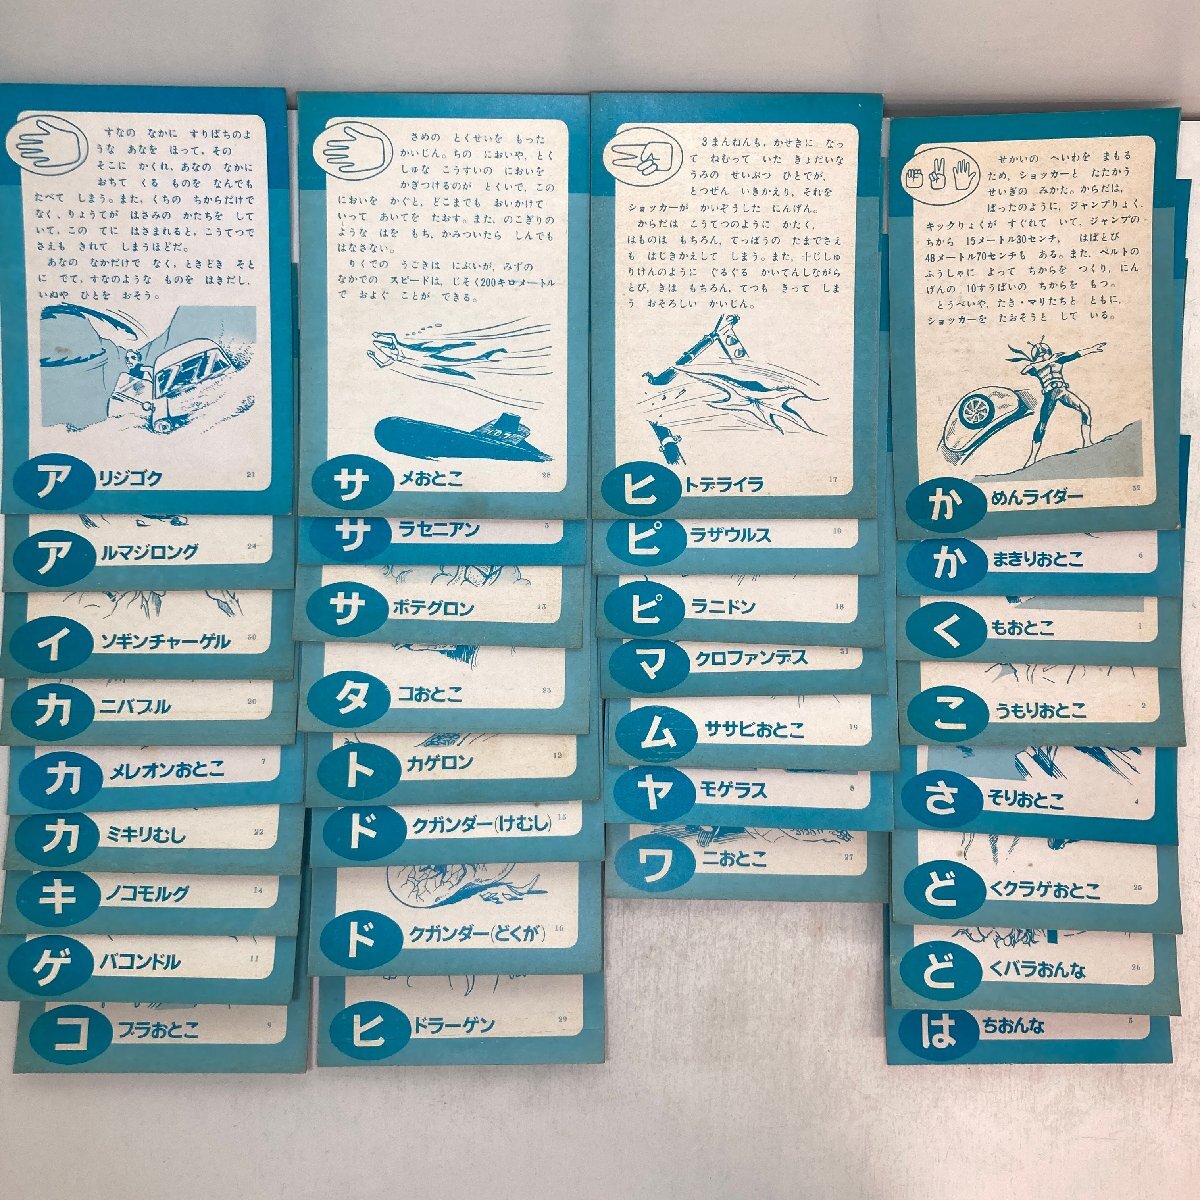 すなの なかに すりばちのよ
うな あなを ほって、その
そこに かくれ、あなの なかに
おちて くる ものを なんでも
たべて しまう。また、くちの ちからだけで
なく、りょうてが はさみの かたちを して
いて、この てに はさまれると、こうてつで
さえも きれて しまうほどだ。
あなの なかだけで なく、ときどき そと
に でて、すなのような ものを はきだし、
いぬや ひとを おそう。
ア リジゴク 21
ア ルマジロング 24
イ ソギンチャーゲル 30
カ ニバブル 20
カ メレオンおとこ 7
カ ミキリむし 22
キ ノコモルグ 14
ゲ バコンドル 11
コ ブラおとこ 9
さめの とくせいを もった
かいじん。ちの においや、とく
しゅな こうすいの においを
かぎつけるのが とくいで、この
においを かぐと、どこまでも おいかけて
いって あいてを たおす。また、のこぎりの
ような はを もち、かみついたら しんでも
はなさない。
りくでの うごきは にぶいが、みずの
なかでの スピードは、じそく200キロメートル
で およぐ ことが できる。
サ メおとこ 28
サ ラセニアン
サ ボテグロン 13
タ コおとこ 23
ト カゲロン 12
ド クガンダー(けむし) 15
ド クガンダー(どくが) 16
ヒ ドラーゲン 29
3まんねんも、かせきに なっ
て ねむって いた きょだいな
うみの せいぶつ ひとでが、
とつぜん いきかえり、それを
ショッカーが かいぞうした にんげん。
からだは こうてつのように かたく、
はものは もちろん、てっぽうの たまでさえ
も はじきかえして しまう。また、十じしゅ
りけんのように ぐるぐる かいてんしながら
とび、きは もちろん、てつも きって しま
う おそろしい かいじん。
ヒ トデライラ 17
ピ ラザウルス 10
ピ ラニドン 18
マ クロファンデス 31
ム ササビおとこ 19
ヤ モゲラス 8
ワ ニおとこ 27
せかいの へいわを まもる
ため、ショッカーと たたかう
せいぎの みかた。からだは、
ばったのように、ジャンプりょく、
キックりょくが すぐれて いて、ジャンプの
ちから 15メートル30センチ、 はばとび
48メートル70センチも ある。また、ベルトの
ふうしゃに よって ちからを つくり、にん
げんの 10すうばいの ちからを もつ。
とうべいや、たき・マリたちと ともに、
ショッカーを たおそうと して いる。
か めんライダー 32
か まきりおとこ 6
く もおとこ 1
こ うもりおとこ 2
さ そりおとこ 4
ど くクラゲおとこ 25
ど くバラおんな 26
は ちおんな 5